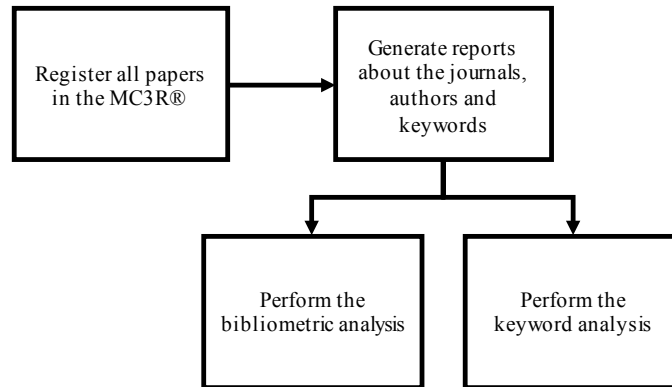 Register all papers
in the MC3R®
Generate reports
about the journals,
authors and
keywords
Perform the
bibliometric analysis
Perform the
keyword analysis